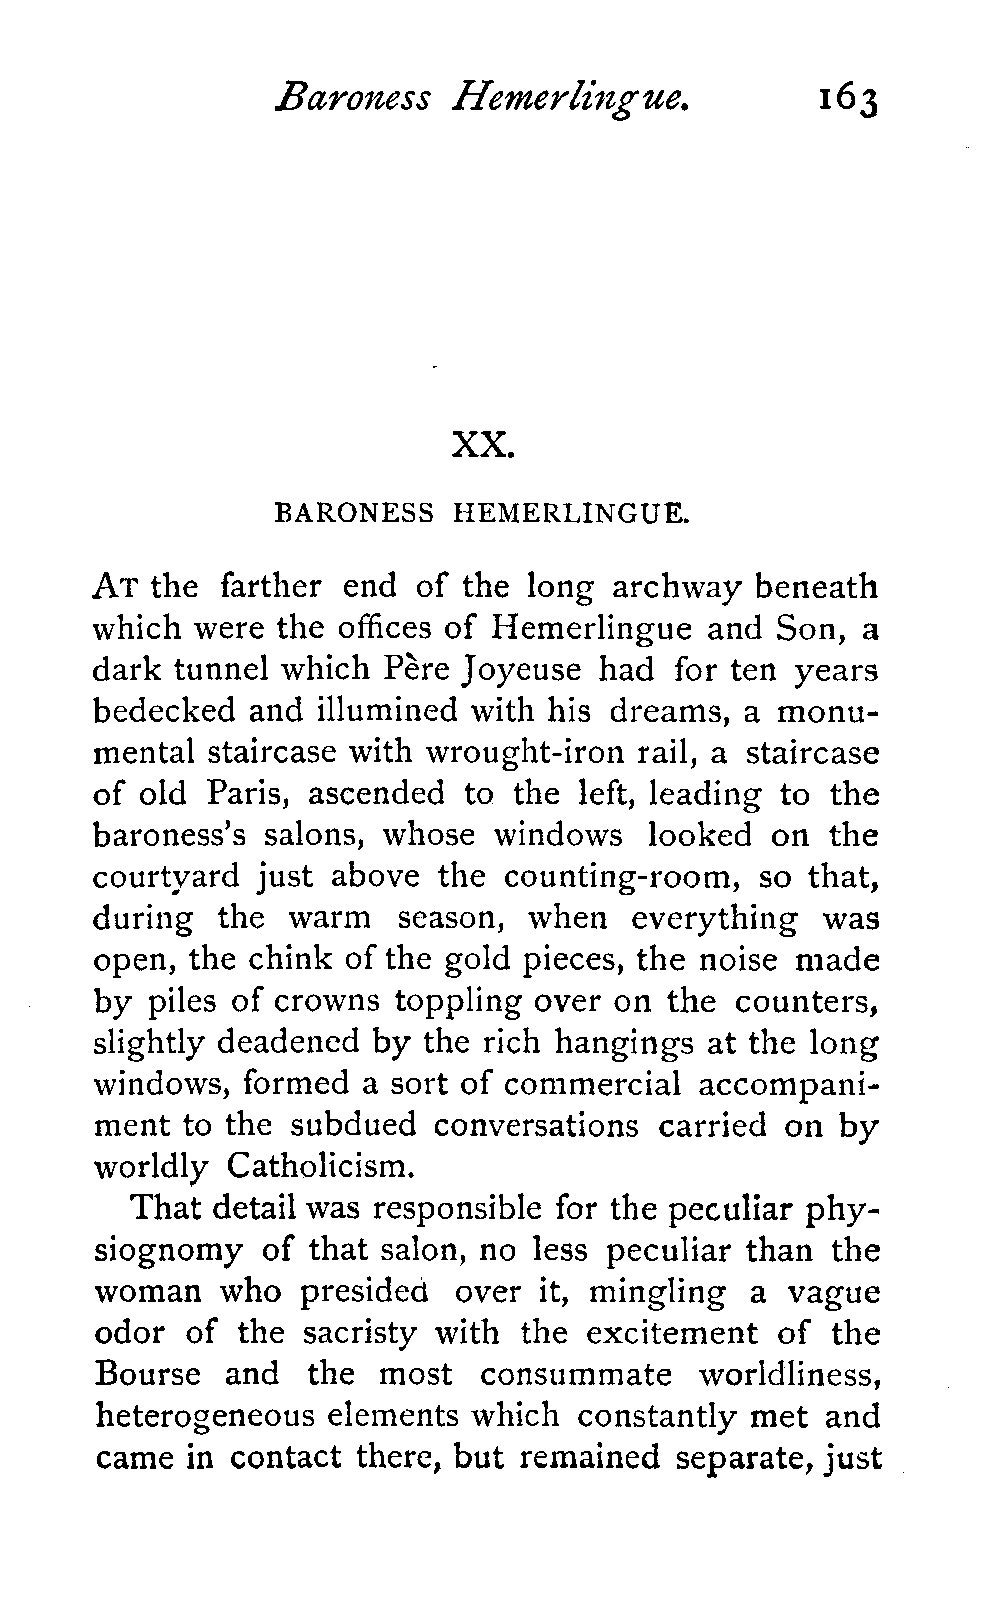 Baroness Hemerlingue. 163
XX.
BARONESS HEMERLINGUE.
AT the farther end of the long archway beneath
which were the offices of Hemerlingue and Son, a
dark tunnel which Père Joyeuse had for ten years
bedecked and illumined with his dreams, a monu-
mental staircase with wrought-iron rail, a staircase
of old Paris, ascended to the left, leading to the
baroness's salons, whose windows looked on the
courtyard just above the counting-room, so that,
during the warm season, when everything was
open, the chink of the gold pieces, the noise made
by piles of crowns toppling over on the counters,
slightly deadened by the rich hangings at the long
windows, formed a sort of commercial accompani-
ment to the subdued conversations carried on by
worldly Catholicism.
That detail was responsible for the peculiar phy-
siognomy of that salon, no less peculiar than the
woman who presided over it, mingling a vague
odor of the sacristy with the excitement of the
Bourse and the most consummate worldliness,
heterogeneous elements which constantly met and
came in contact there, but remained separate, just